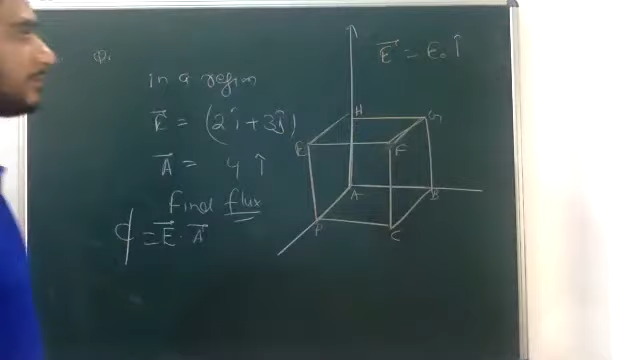 Q.
in a region
E⃗ = (2î + 3ĵ)
A⃗ = 4 î
Find flux
ϕ = E⃗ · A⃗
E⃗ = E₀ î
H
G
E
F
A
B
P
C